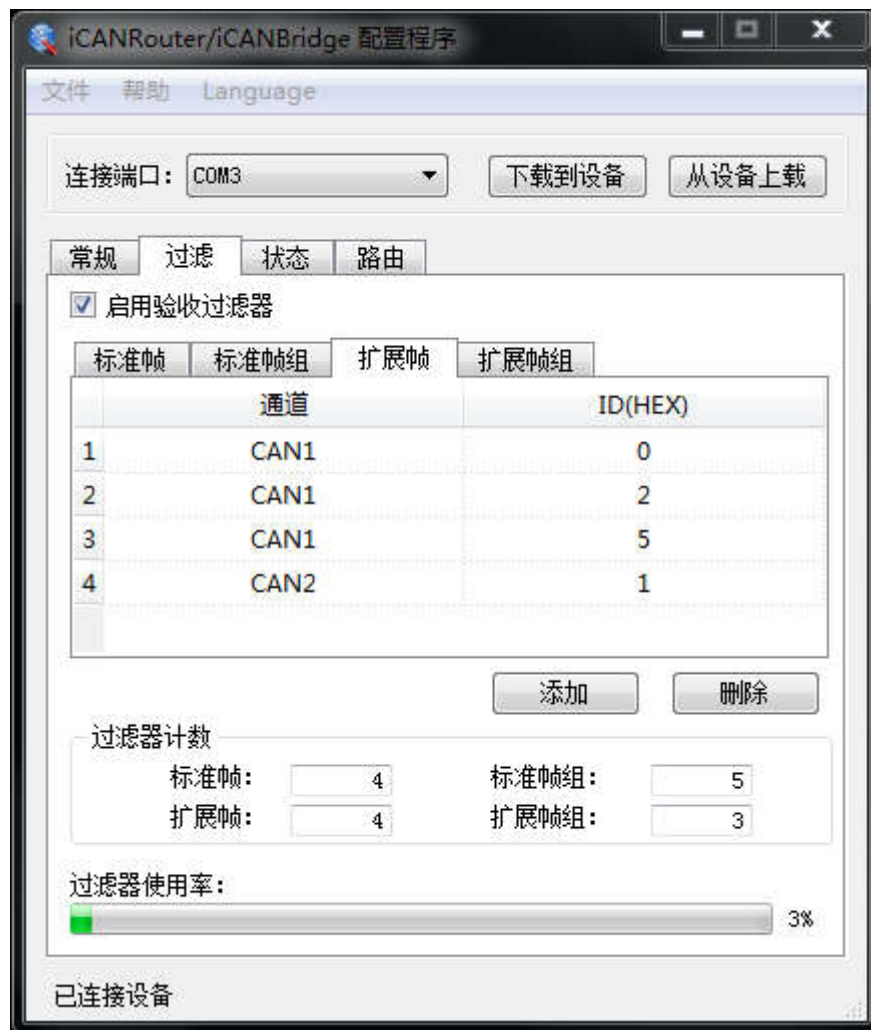 iCANRouter/iCANBridge 配置程序
文件 帮助 Language
连接端口: COM3 下载到设备 从设备上载
常规 过滤 状态 路由
启用验收过滤器
标准帧 标准帧组 扩展帧 扩展帧组
通道 ID(HEX)
1 CAN1 0
2 CAN1 2
3 CAN1 5
4 CAN2 1
添加 删除
过滤器计数
标准帧: 4 标准帧组: 5
扩展帧: 4 扩展帧组: 3
过滤器使用率:
3%
已连接设备